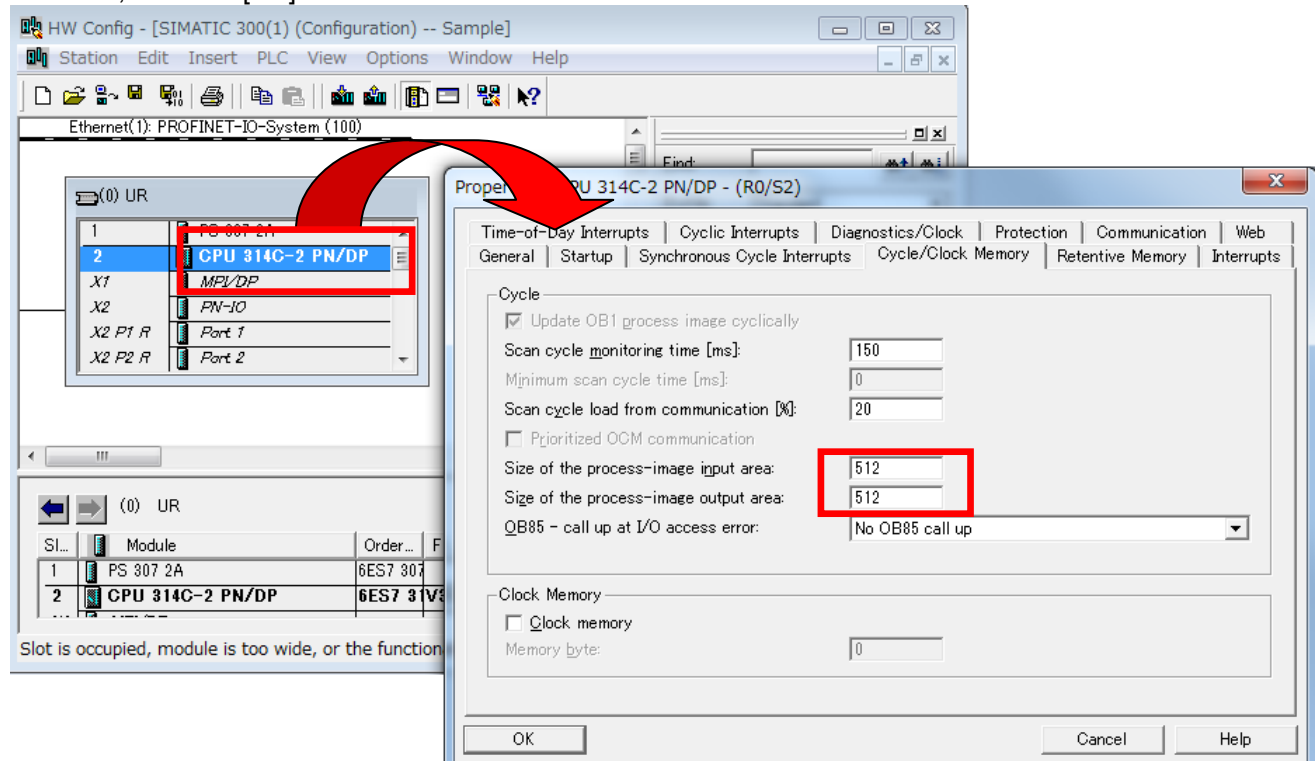 HW Config - [SIMATIC 300(1) (Configuration) -- Sample]
Station Edit Insert PLC View Options Window Help
Ethernet(1): PROFINET-IO-System (100)
Find:
(0) UR
1 PS 307 2A
2 CPU 314C-2 PN/DP
X1 MPI/DP
X2 PN-IO
X2 P1 R Port 1
X2 P2 R Port 2
(0) UR
Sl... Module Order... F
1 PS 307 2A 6ES7 307
2 CPU 314C-2 PN/DP 6ES7 31 V3
Slot is occupied, module is too wide, or the function
CPU 314C-2 PN/DP - (R0/S2)
Time-of-Day Interrupts Cyclic Interrupts Diagnostics/Clock Protection Communication Web
General Startup Synchronous Cycle Interrupts Cycle/Clock Memory Retentive Memory Interrupts
Cycle
Update OB1 process image cyclically
Scan cycle monitoring time [ms]: 150
Minimum scan cycle time [ms]: 0
Scan cycle load from communication [%]: 20
Prioritized OCM communication
Size of the process-image input area: 512
Size of the process-image output area: 512
OB85 - call up at I/O access error: No OB85 call up
Clock Memory
Clock memory
Memory byte: 0
OK Cancel Help